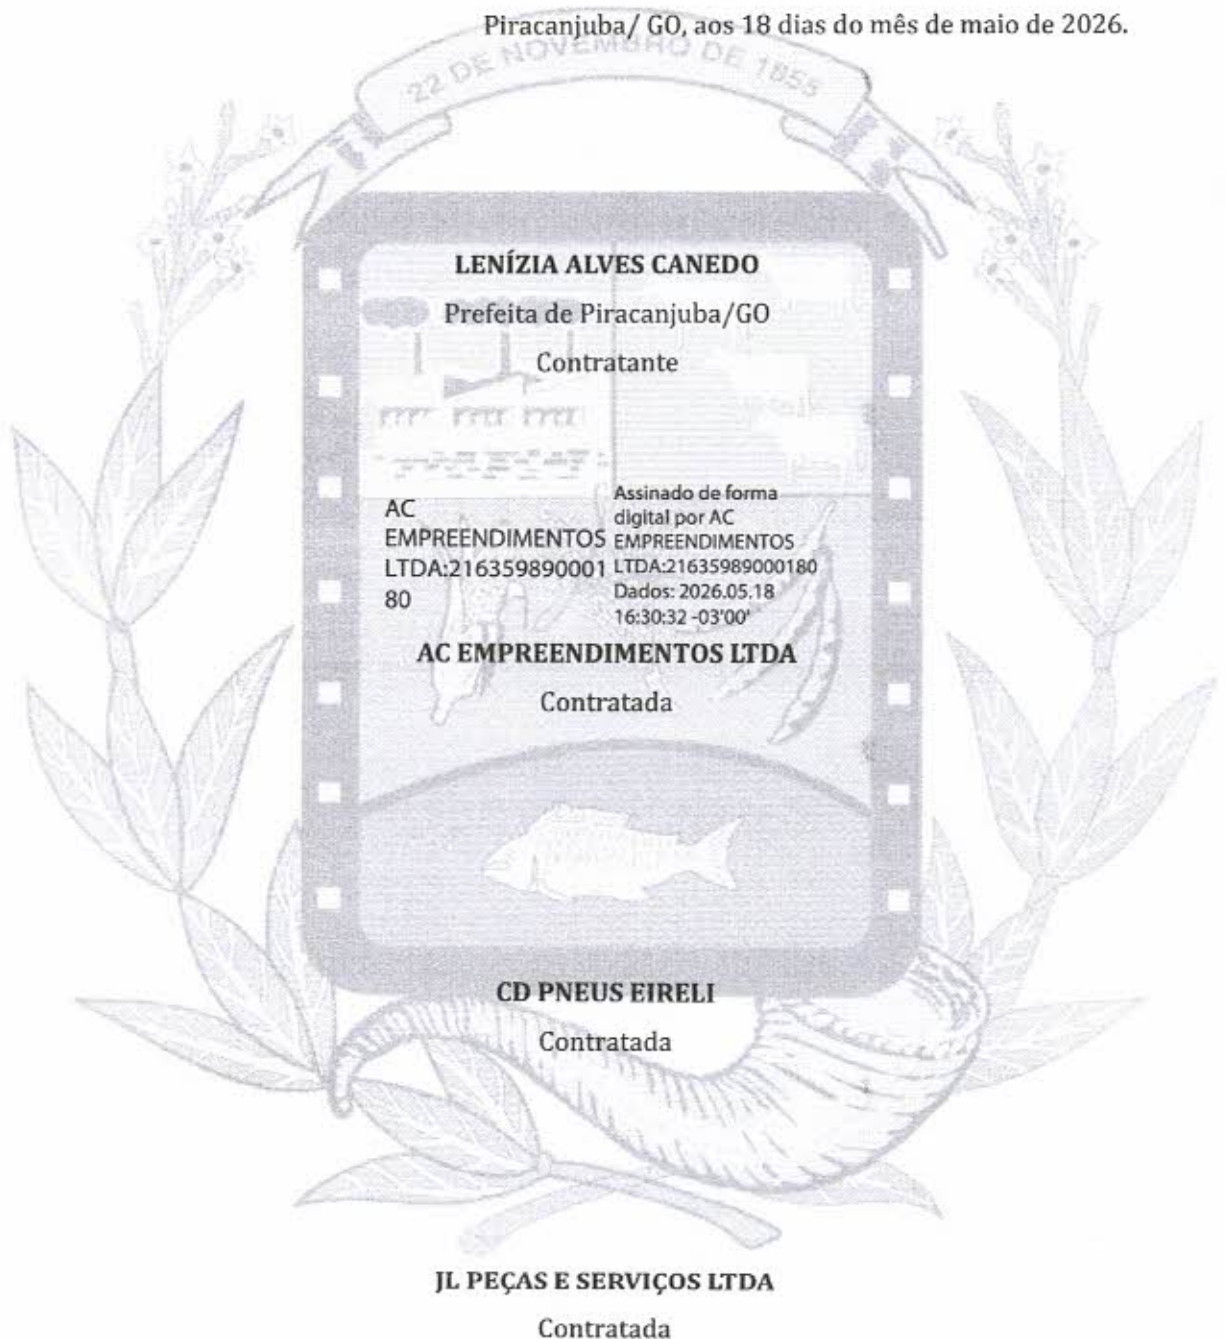 Piracanjuba/ GO, aos 18 dias do mês de maio de 2026.
22 DE NOVEMBRO DE 1855
LENÍZIA ALVES CANEDO
Prefeita de Piracanjuba/GO
Contratante
AC
EMPREENDIMENTOS
LTDA:216359890001
80
Assinado de forma
digital por AC
EMPREENDIMENTOS
LTDA:21635989000180
Dados: 2026.05.18
16:30:32 -03'00'
AC EMPREENDIMENTOS LTDA
Contratada
CD PNEUS EIRELI
Contratada
JL PEÇAS E SERVIÇOS LTDA
Contratada